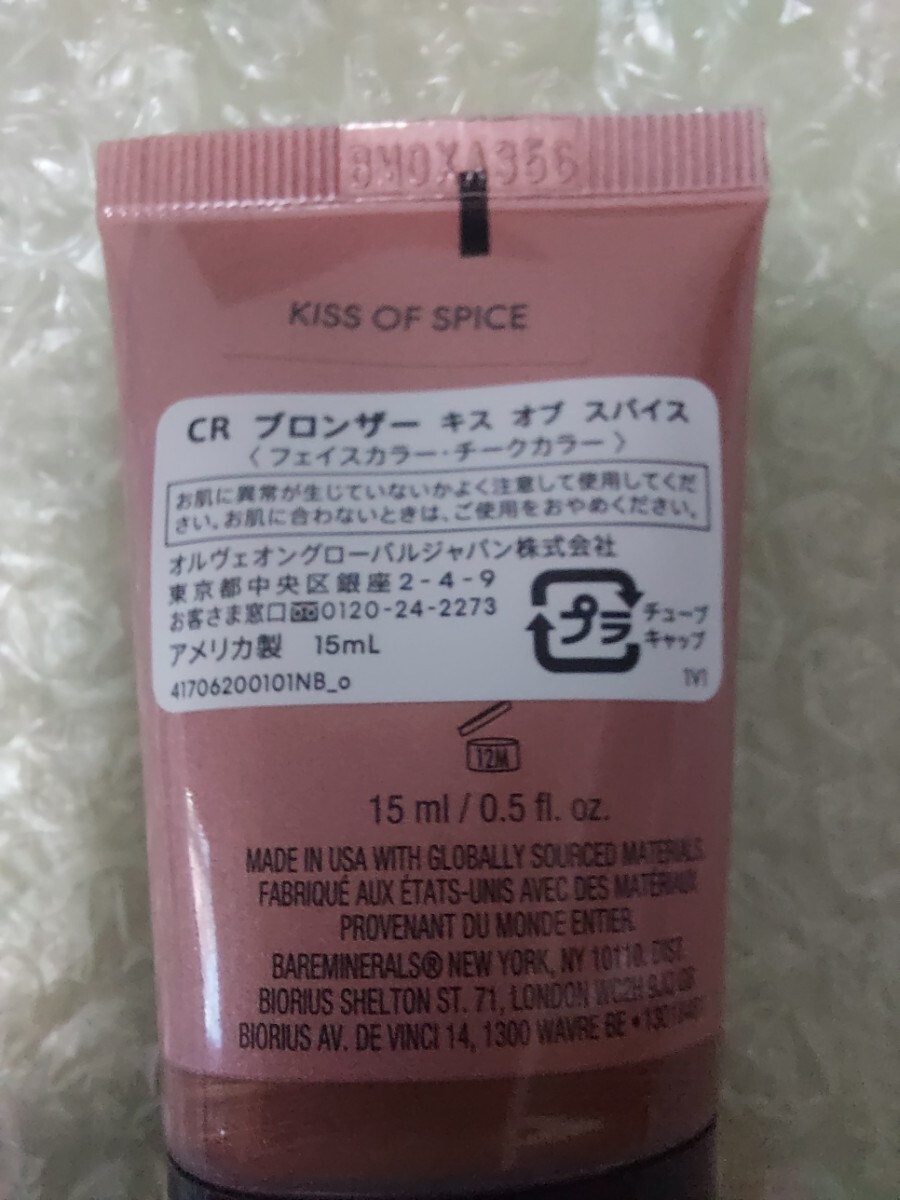 KISS OF SPICE
CR ブロンザー キス オブ スパイス
〈 フェイスカラー・チークカラー 〉
お肌に異常が生じていないかよく注意して使用してくだ
さい。お肌に合わないときは、ご使用をおやめください。
オルヴェオングローバルジャパン株式会社
東京都中央区銀座2-4-9
お客さま窓口0120-24-2273
アメリカ製 15mL
41706200101NB_o
プラ
チューブ
キャップ
1V1
12M
15 ml / 0.5 fl. oz.
MADE IN USA WITH GLOBALLY SOURCED MATERIALS.
FABRIQUÉ AUX ÉTATS-UNIS AVEC DES MATÉRIAUX
PROVENANT DU MONDE ENTIER.
BAREMINERALS® NEW YORK, NY 10110. DIST.
BIORIUS SHELTON ST. 71, LONDON WC2H
BIORIUS AV. DE VINCI 14, 1300 WAVRE BE •